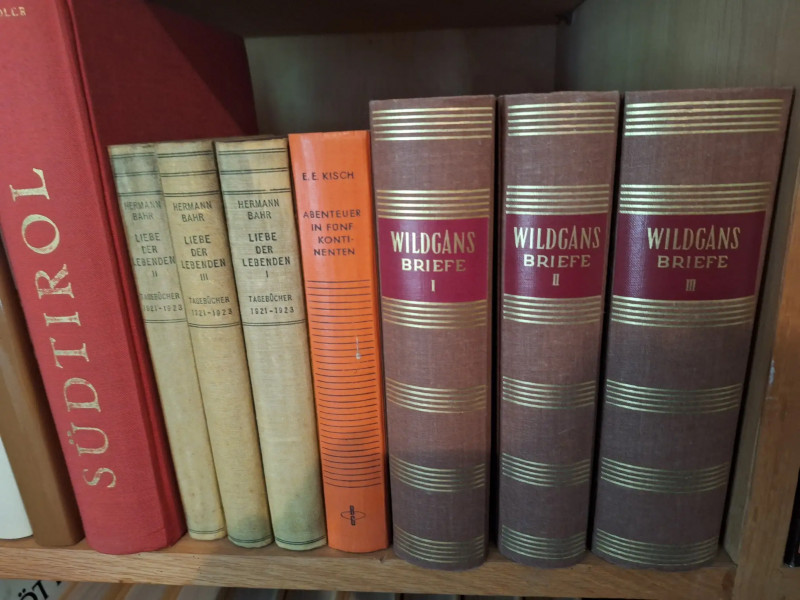 SÜDTIROL
HERMANN
BAHR
LIEBE
DER
LEBENDEN
II
TAGEBÜCHER
1921-1923
HERMANN
BAHR
LIEBE
DER
LEBENDEN
III
TAGEBÜCHER
1921-1923
HERMANN
BAHR
LIEBE
DER
LEBENDEN
I
TAGEBÜCHER
1921-1923
E. E. KISCH
ABENTEUER
IN FÜNF
KONTI-
NENTEN
WILDGANS
BRIEFE
I
WILDGANS
BRIEFE
II
WILDGANS
BRIEFE
III